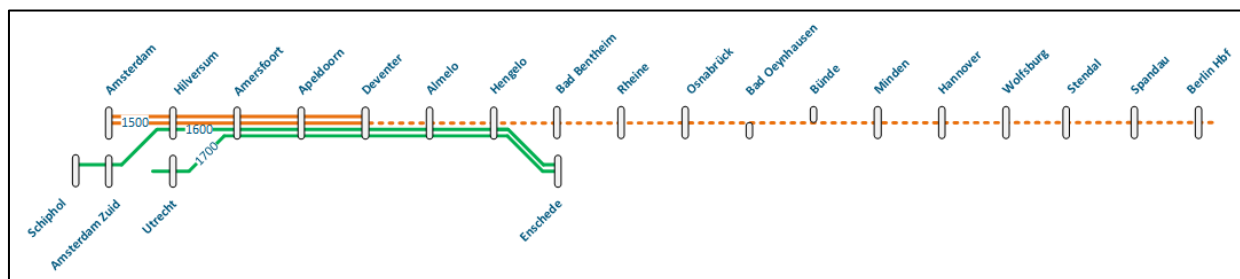 Amsterdam
Hilversum
Amersfoort
Apeldoorn
Deventer
Almelo
Hengelo
Bad Bentheim
Rheine
Osnabrück
Bad Oeynhausen
Bünde
Minden
Hannover
Wolfsburg
Stendal
Spandau
Berlin Hbf
1500
1600
1700
Schiphol
Amsterdam Zuid
Utrecht
Enschede